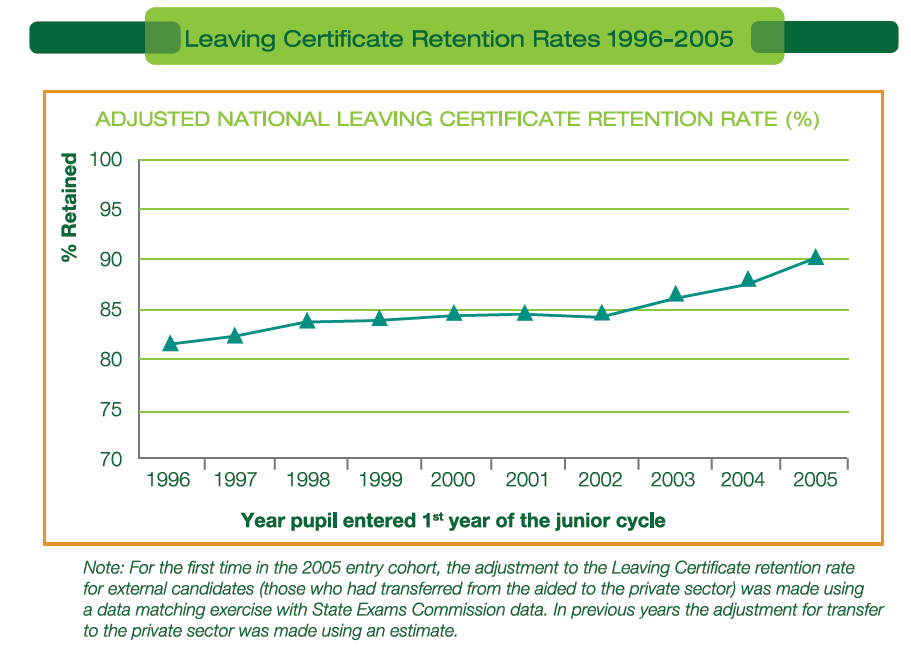 Leaving Certificate Retention Rates 1996-2005
ADJUSTED NATIONAL LEAVING CERTIFICATE RETENTION RATE (%)
% Retained
100
95
90
85
80
75
70
1996 1997 1998 1999 2000 2001 2002 2003 2004 2005
Year pupil entered 1st year of the junior cycle
Note: For the first time in the 2005 entry cohort, the adjustment to the Leaving Certificate retention rate
for external candidates (those who had transferred from the aided to the private sector) was made using
a data matching exercise with State Exams Commission data. In previous years the adjustment for transfer
to the private sector was made using an estimate.